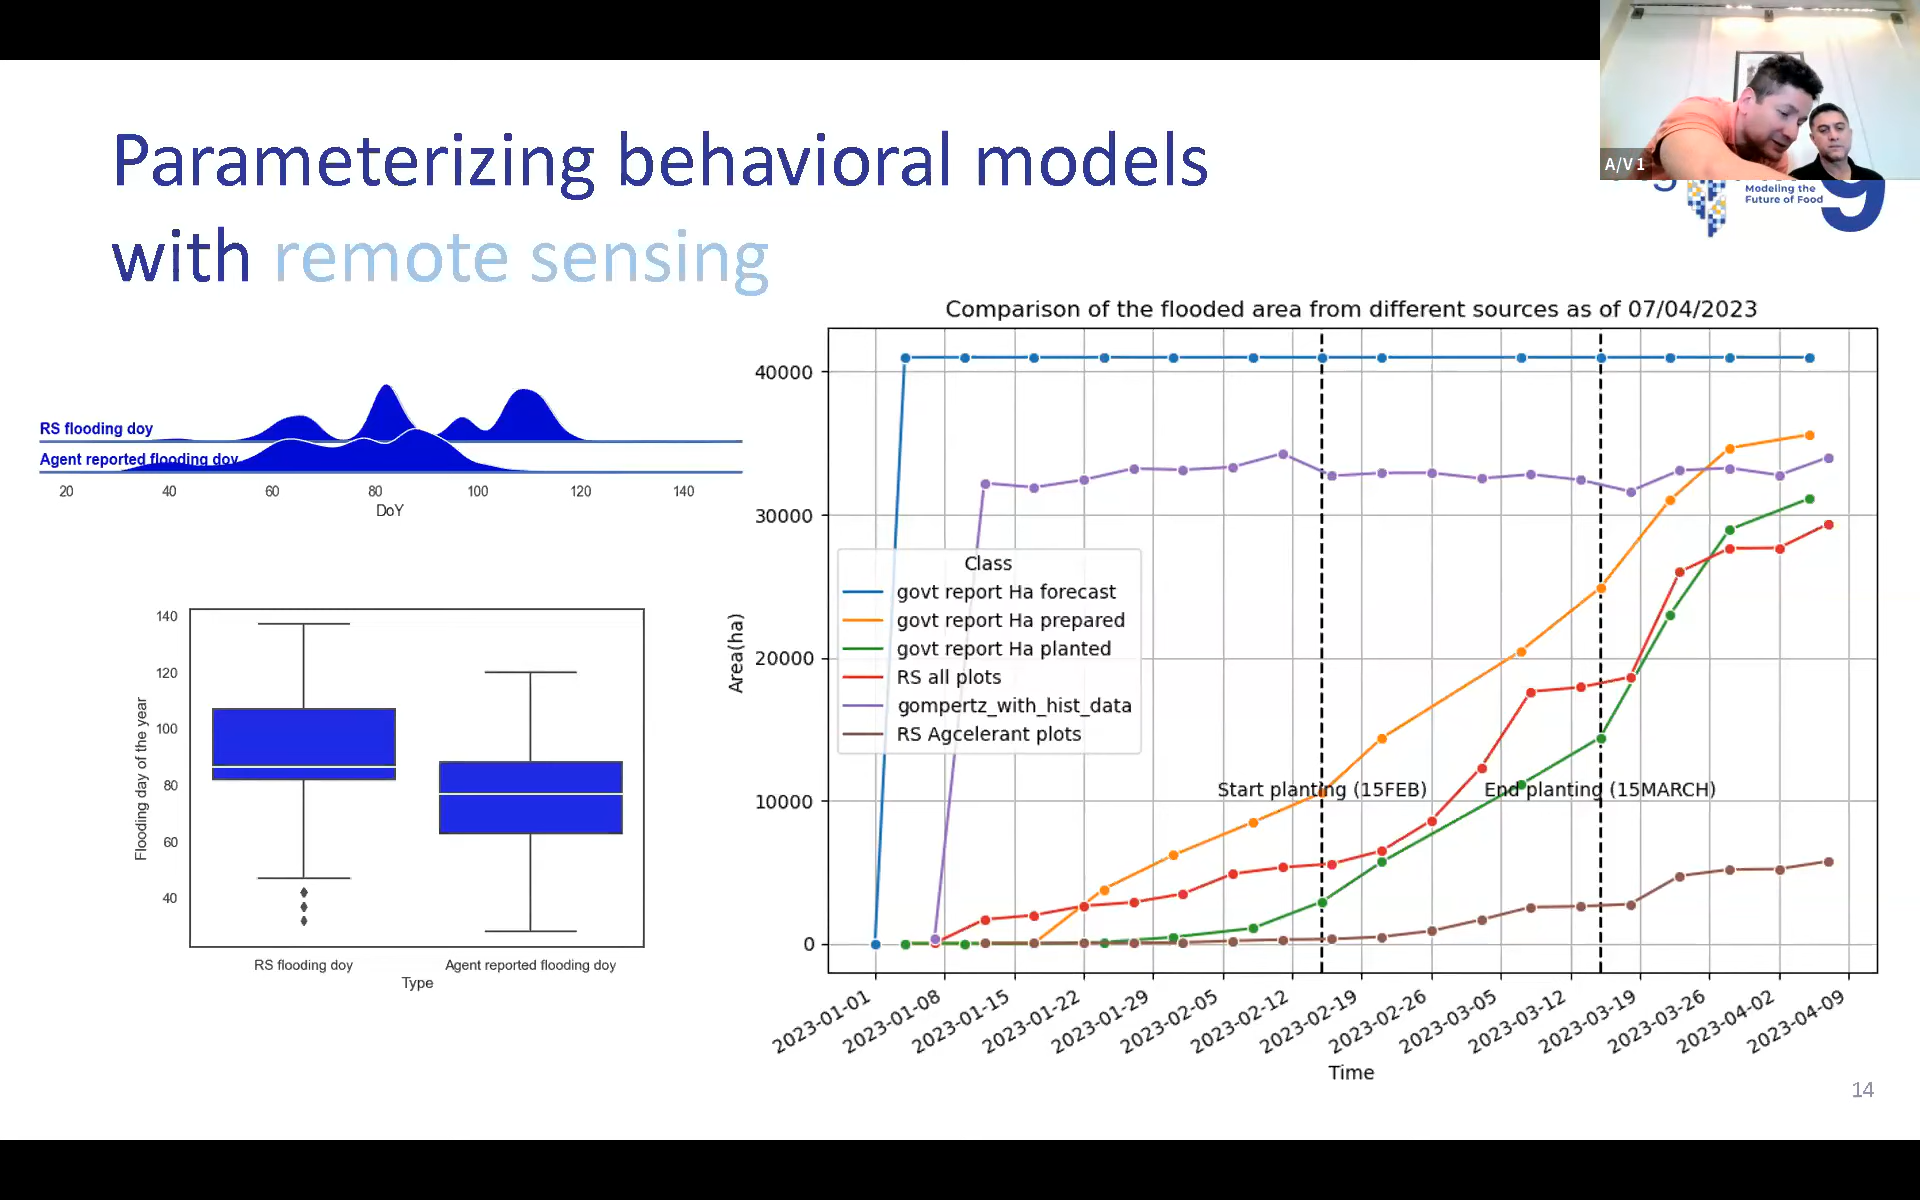 Parameterizing behavioral models
with remote sensing
A/V 1
Modeling the
Future of Food
9
RS flooding doy
Agent reported flooding doy
20 40 60 80 100 120 140
DoY
140
120
100
80
60
40
Flooding day of the year
RS flooding doy Agent reported flooding doy
Type
Comparison of the flooded area from different sources as of 07/04/2023
40000
30000
20000
10000
0
Area(ha)
Class
govt report Ha forecast
govt report Ha prepared
govt report Ha planted
RS all plots
gompertz_with_hist_data
RS Agcelerant plots
Start planting (15FEB) End planting (15MARCH)
2023-01-01 2023-01-08 2023-01-15 2023-01-22 2023-01-29 2023-02-05 2023-02-12 2023-02-19 2023-02-26 2023-03-05 2023-03-12 2023-03-19 2023-03-26 2023-04-02 2023-04-09
Time
14